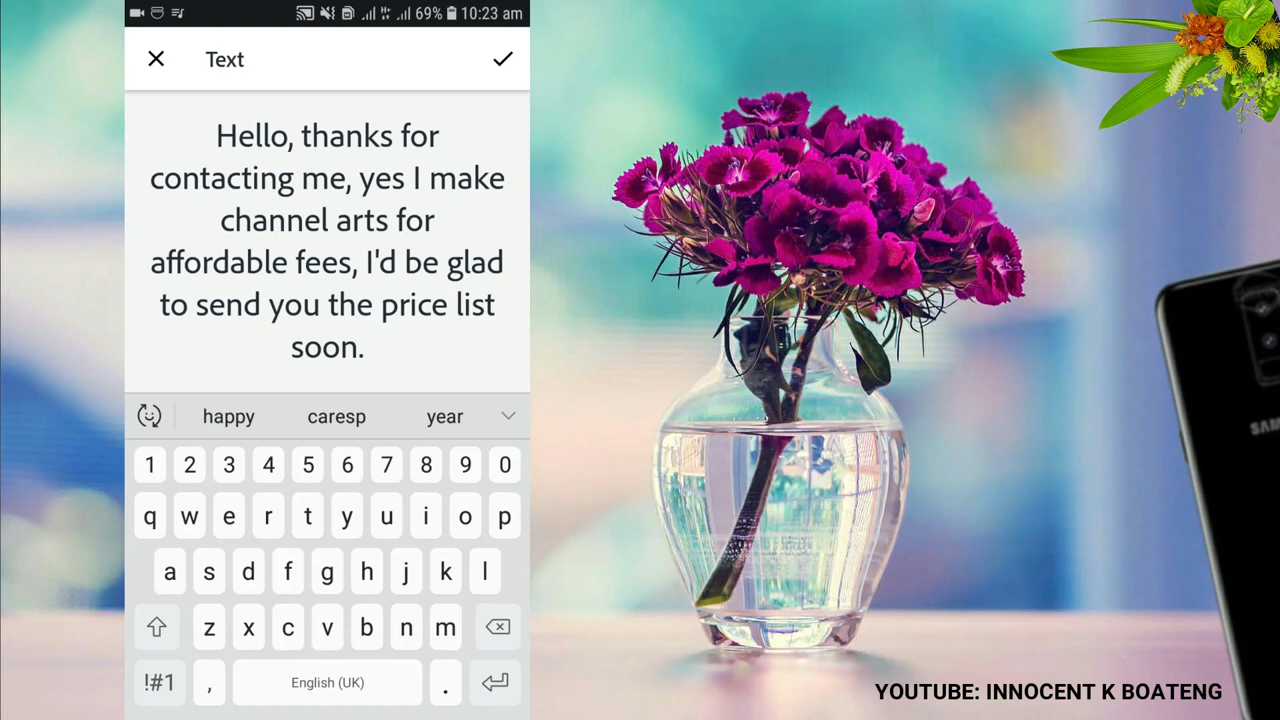 69% 10:23 am
Text
Hello, thanks for
contacting me, yes I make
channel arts for
affordable fees, I'd be glad
to send you the price list
soon.
happy caresp year
1 2 3 4 5 6 7 8 9 0
q w e r t y u i o p
a s d f g h j k l
z x c v b n m
!#1 , English (UK) .
SAM
YOUTUBE: INNOCENT K BOATENG